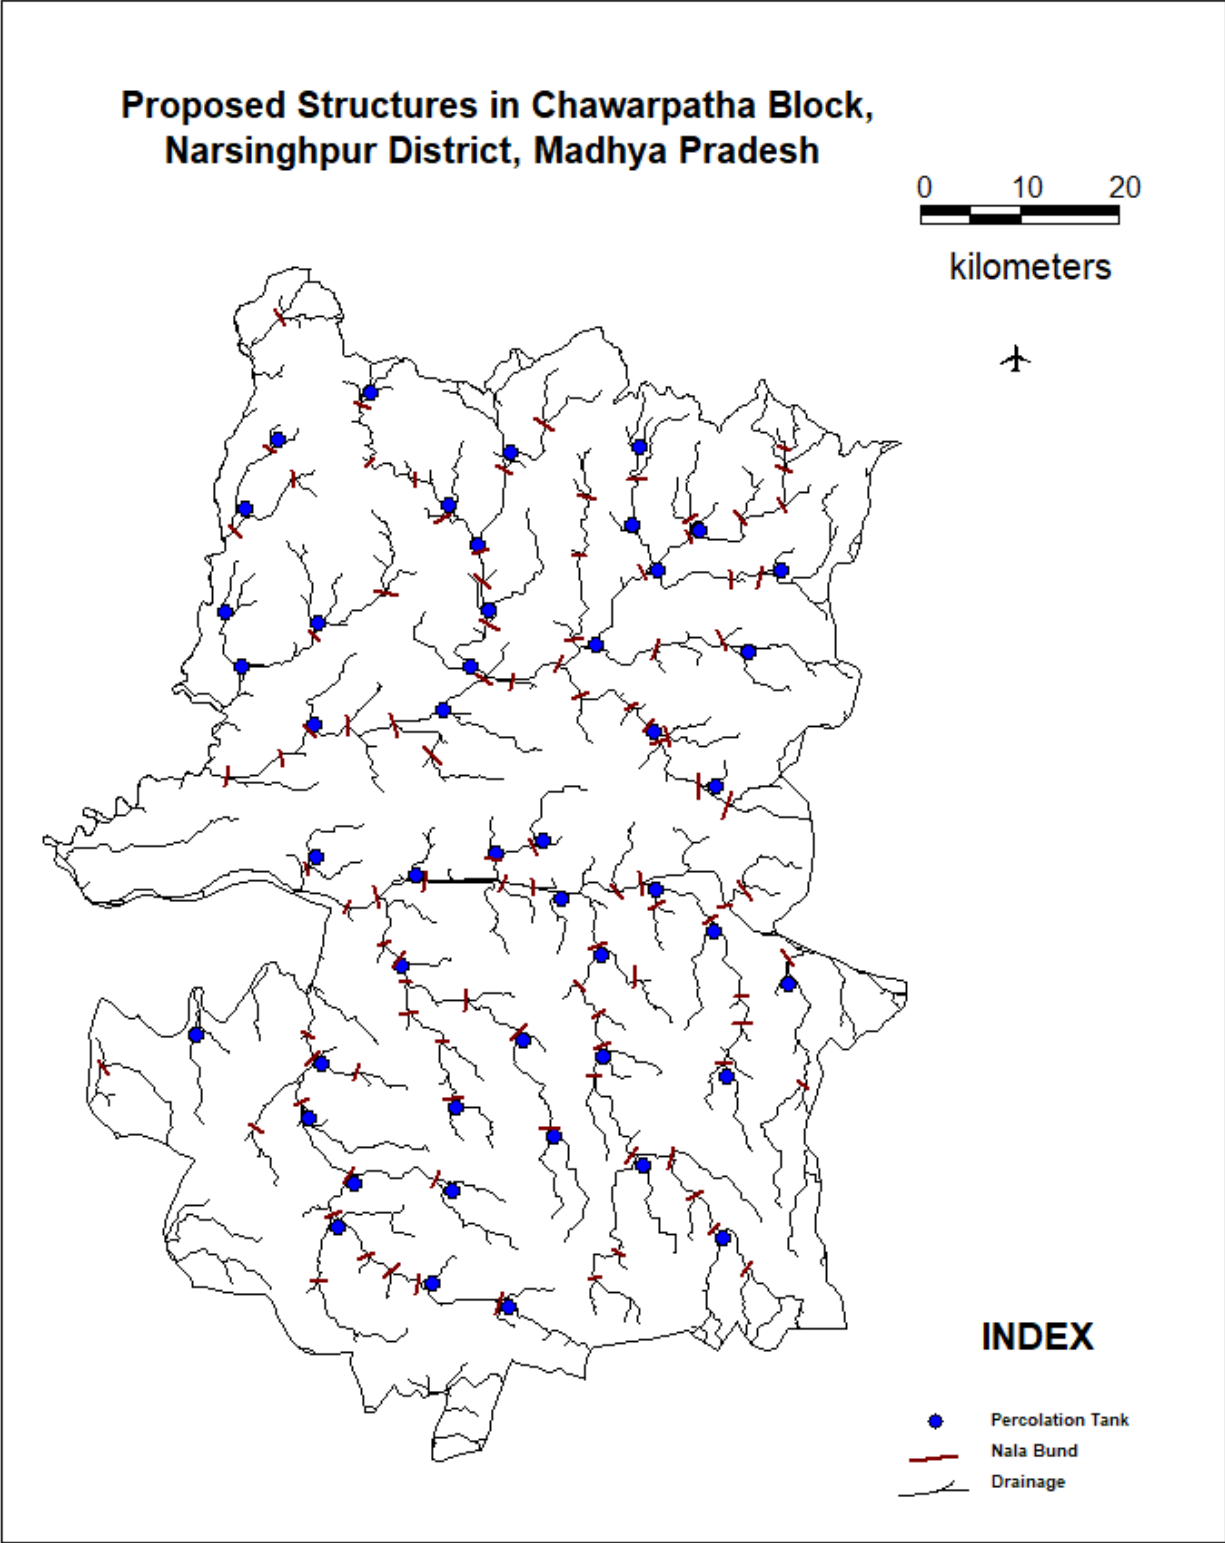 Proposed Structures in Chawarpatha Block,
Narsinghpur District, Madhya Pradesh
0 10 20
kilometers
INDEX
Percolation Tank
Nala Bund
Drainage